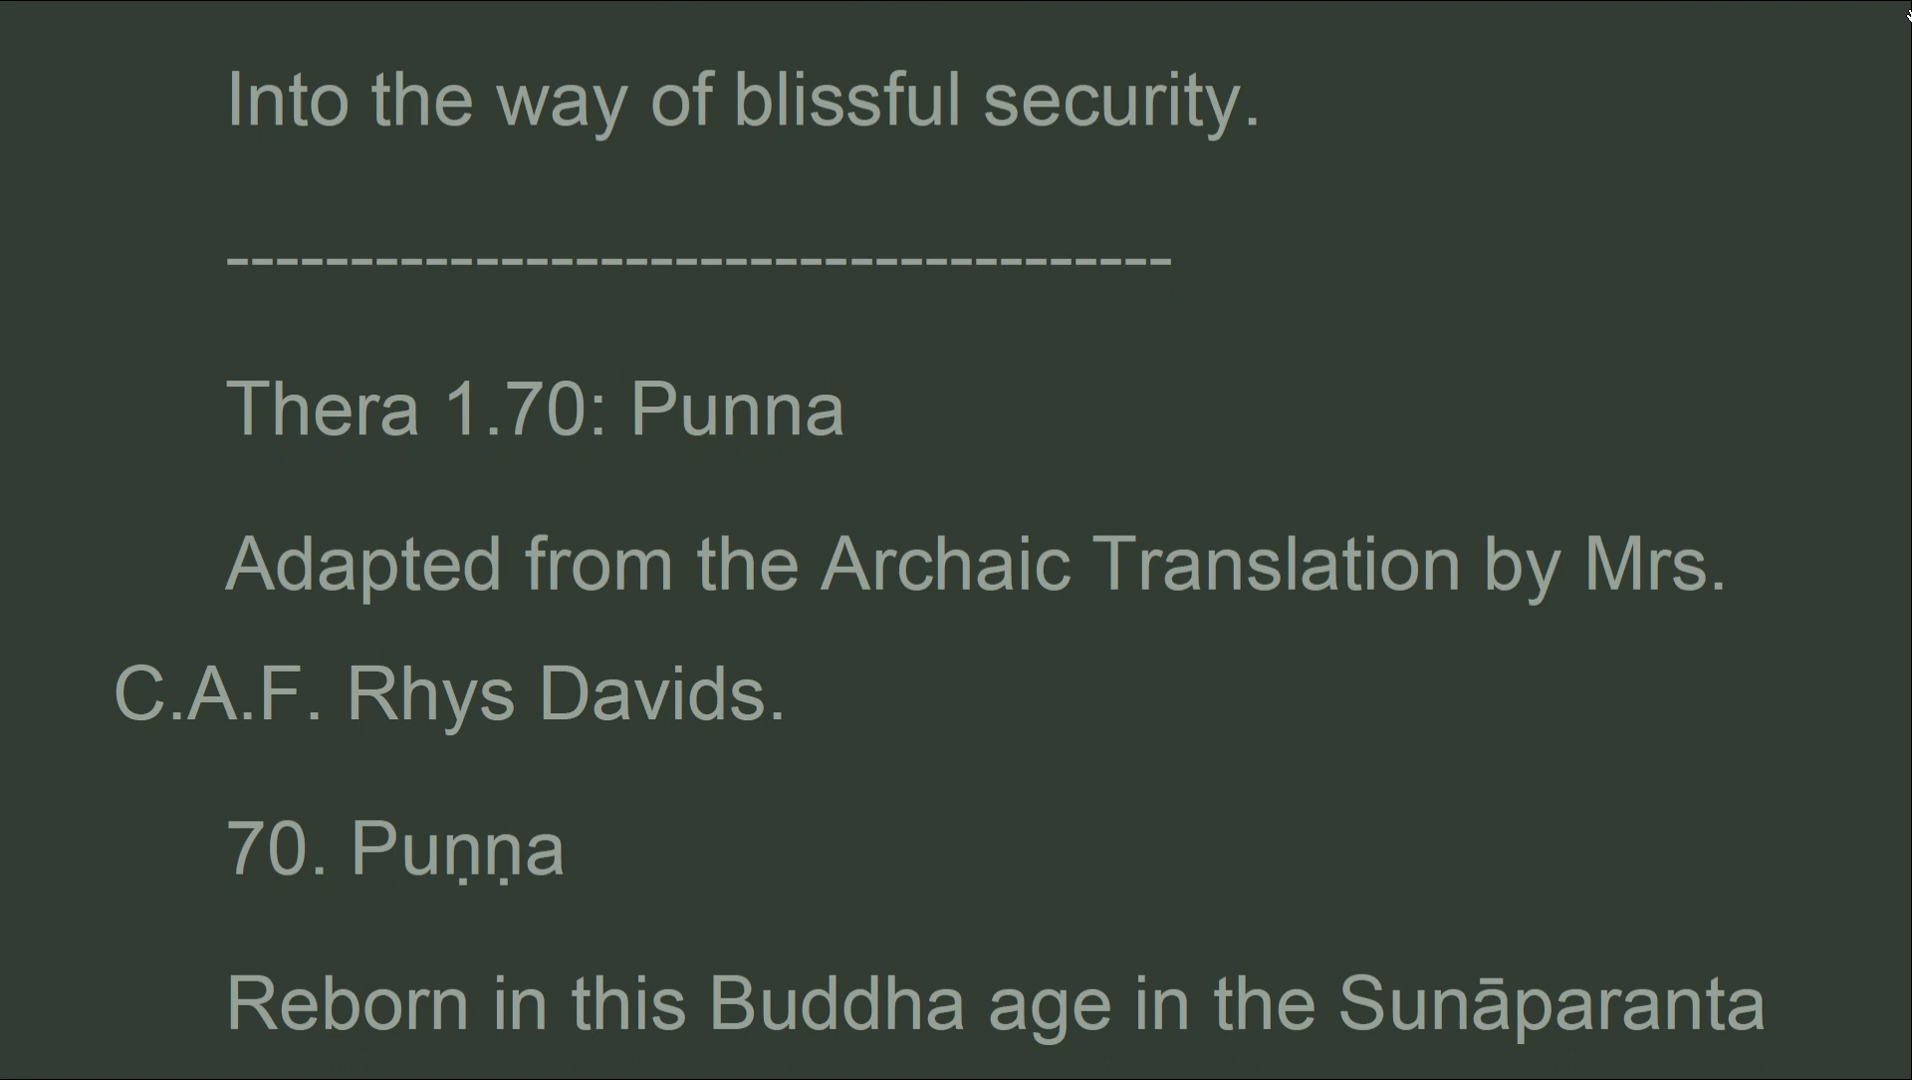 Into the way of blissful security.
--------------------------------------
Thera 1.70: Punna
Adapted from the Archaic Translation by Mrs.
C.A.F. Rhys Davids.
70. Puṇṇa
Reborn in this Buddha age in the Sunāparanta